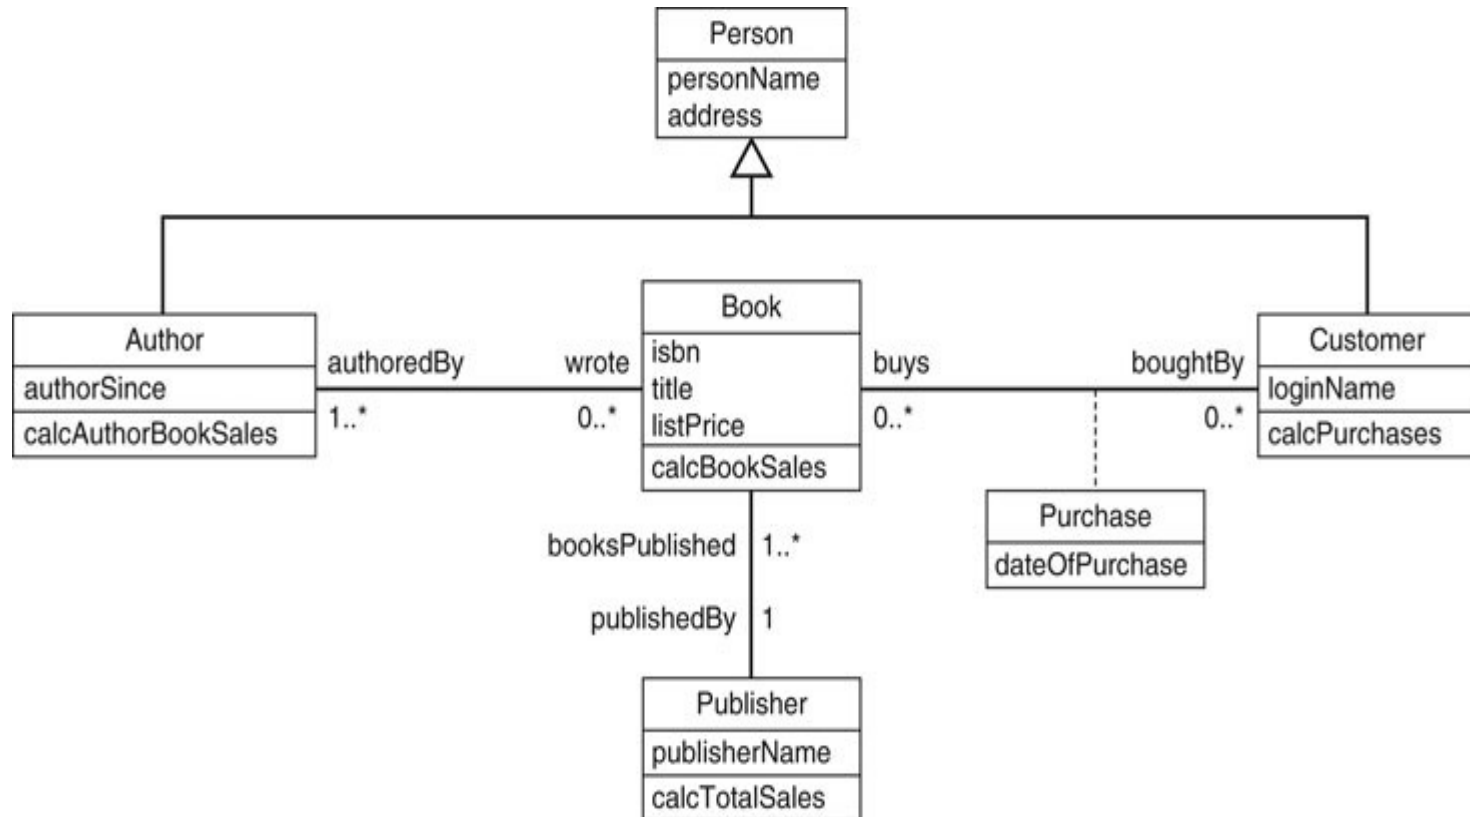 Person
personName
address
Author
authorSince
calcAuthorBookSales
authoredBy
wrote
1..*
0..*
Book
isbn
title
listPrice
calcBookSales
buys
boughtBy
0..*
0..*
Customer
loginName
calcPurchases
Purchase
dateOfPurchase
booksPublished
1..*
publishedBy
1
Publisher
publisherName
calcTotalSales